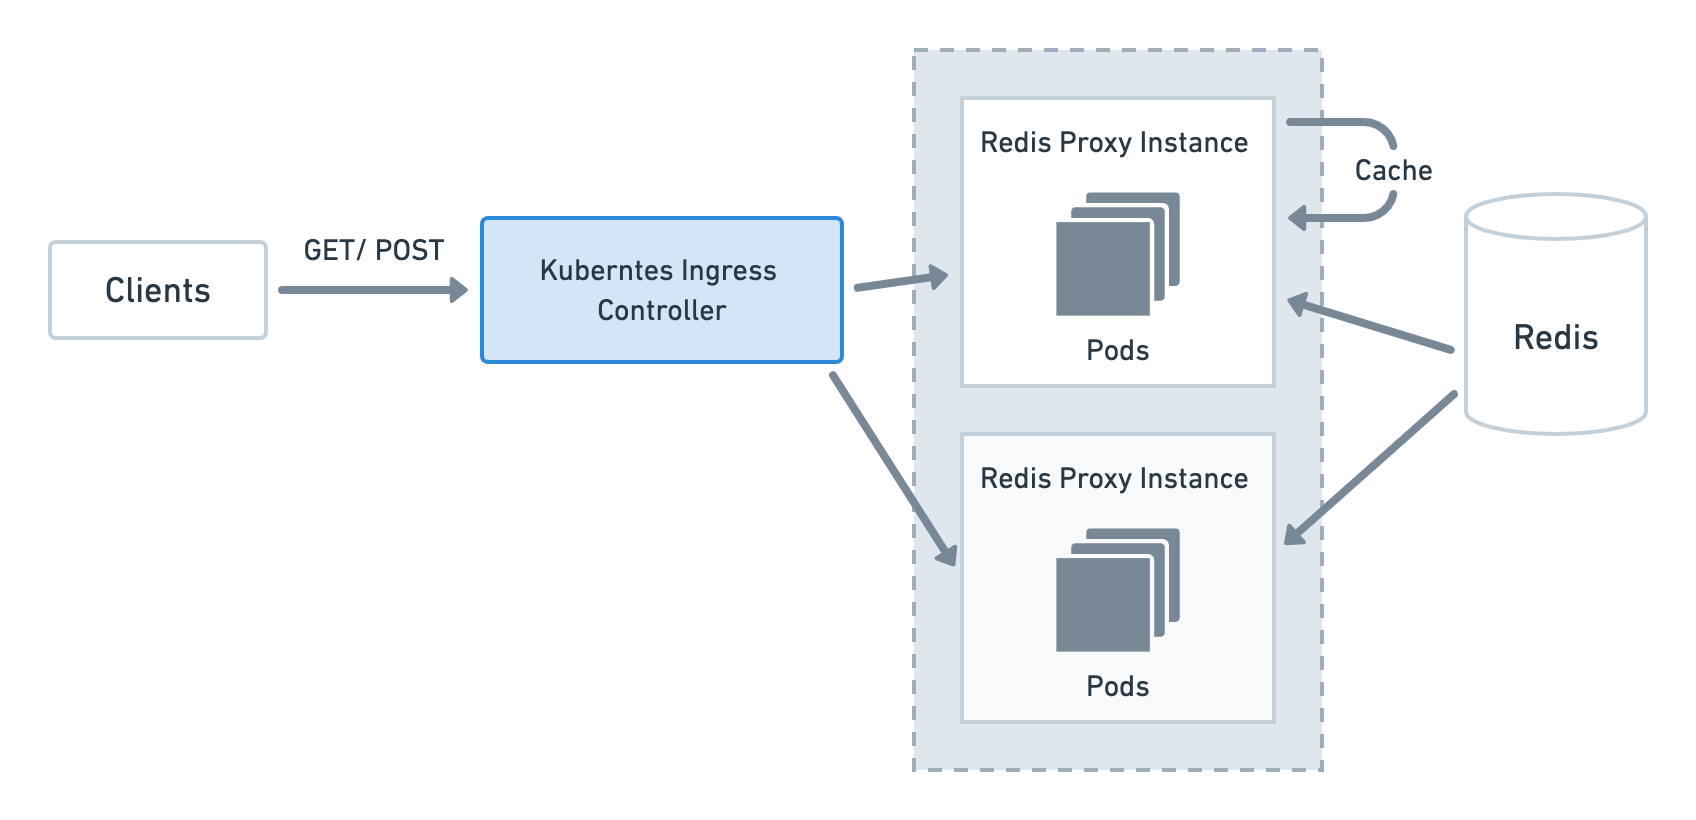 Clients
GET/ POST
Kuberntes Ingress
Controller
Redis Proxy Instance
Pods
Cache
Redis Proxy Instance
Pods
Redis